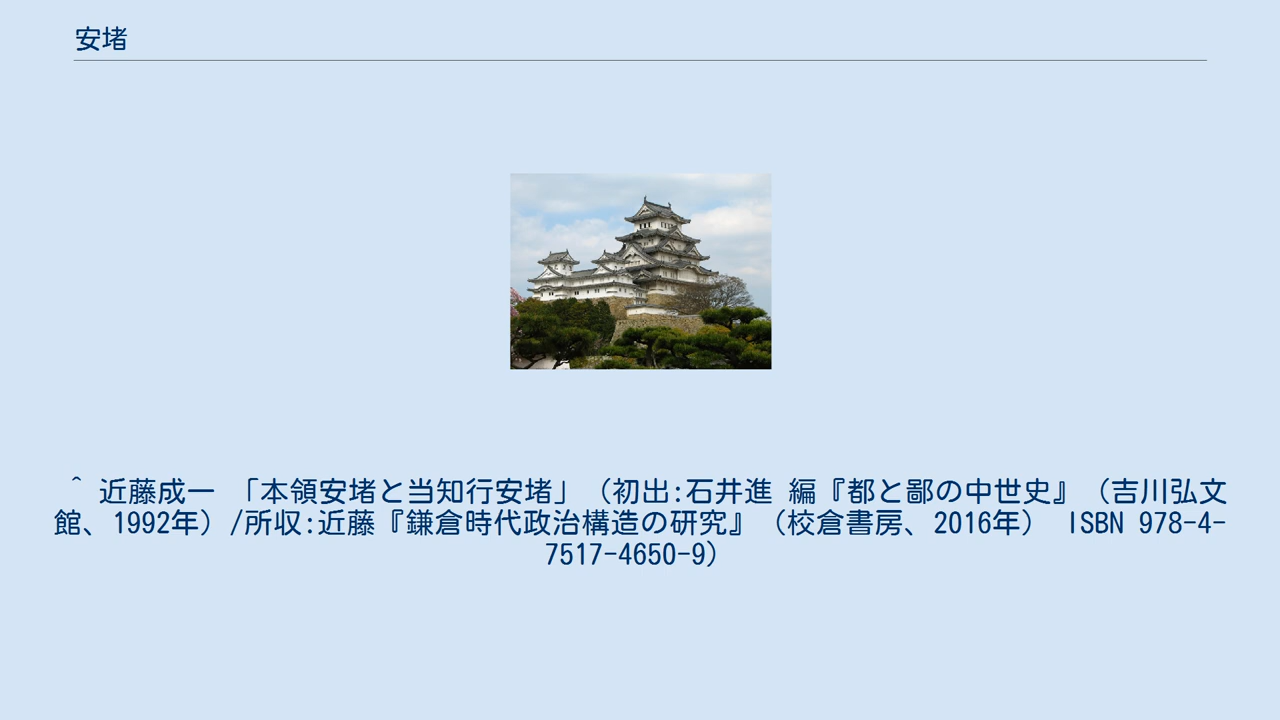 安堵
^ 近藤成一 「本領安堵と当知行安堵」（初出:石井進 編『都と鄙の中世史』（吉川弘文
館、1992年）/所収:近藤『鎌倉時代政治構造の研究』（校倉書房、2016年） ISBN 978-4-
7517-4650-9）